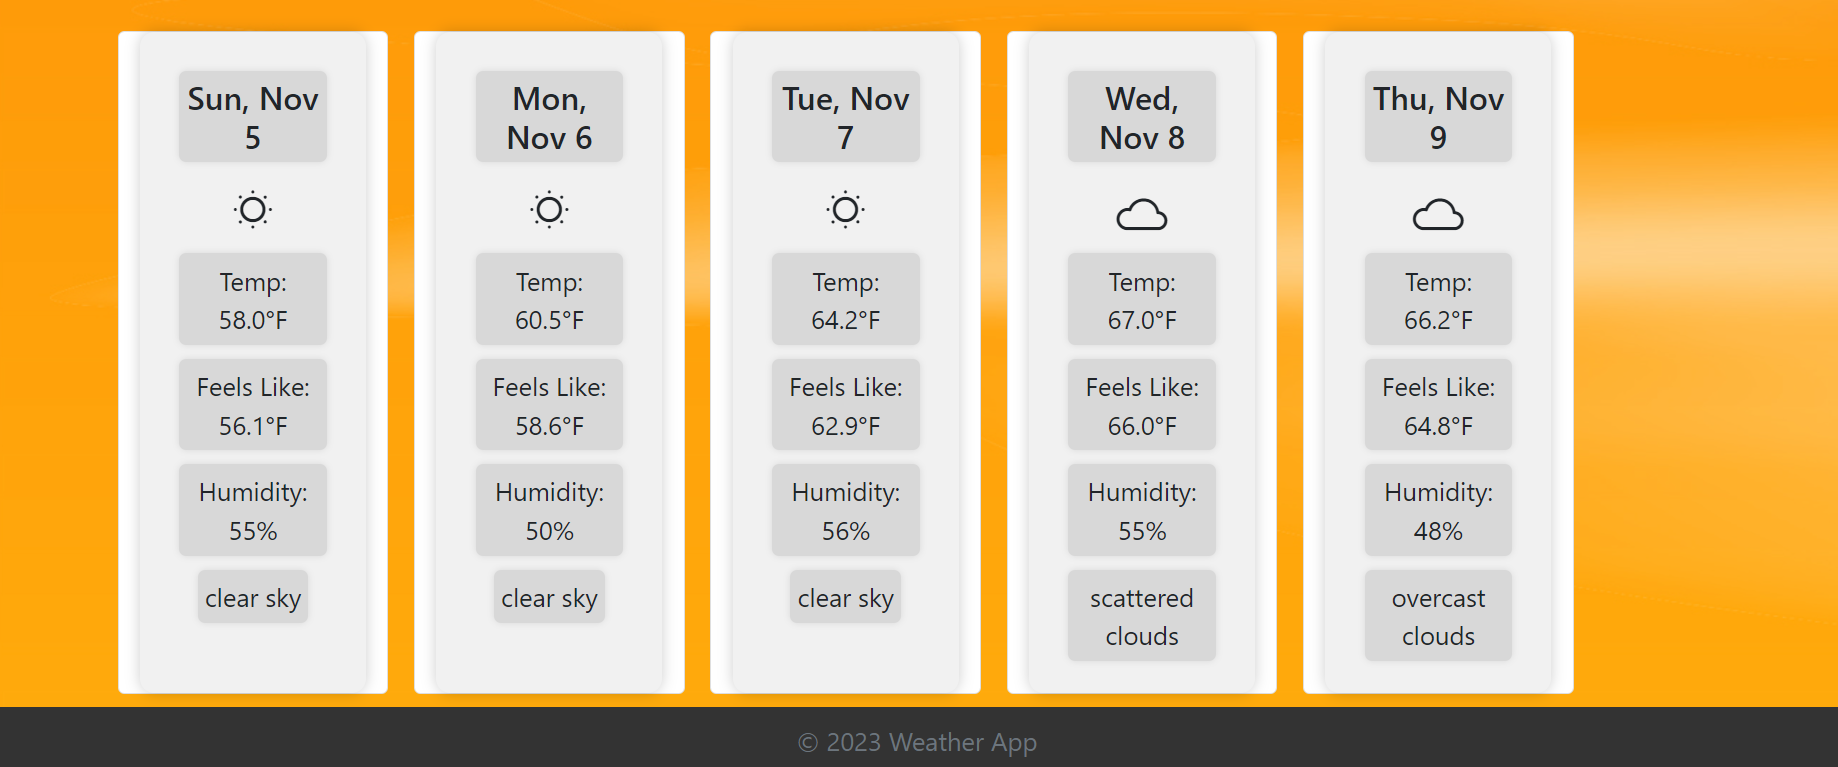 Sun, Nov
5
Temp:
58.0°F
Feels Like:
56.1°F
Humidity:
55%
clear sky
Mon,
Nov 6
Temp:
60.5°F
Feels Like:
58.6°F
Humidity:
50%
clear sky
Tue, Nov
7
Temp:
64.2°F
Feels Like:
62.9°F
Humidity:
56%
clear sky
Wed,
Nov 8
Temp:
67.0°F
Feels Like:
66.0°F
Humidity:
55%
scattered
clouds
Thu, Nov
9
Temp:
66.2°F
Feels Like:
64.8°F
Humidity:
48%
overcast
clouds
© 2023 Weather App